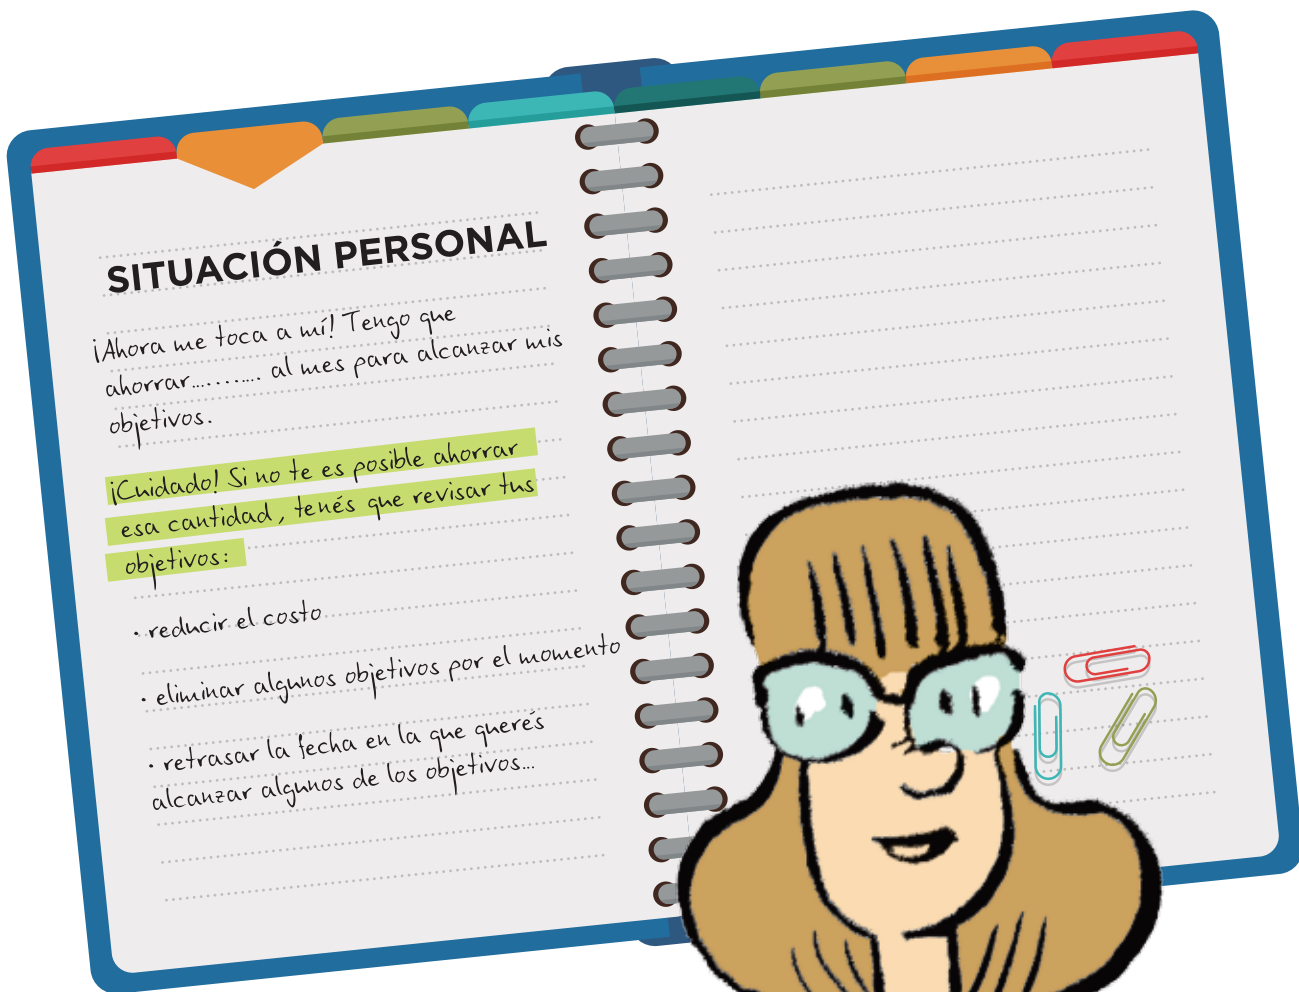 SITUACIÓN PERSONAL
¡Ahora me toca a mí! Tengo que
ahorrar............ al mes para alcanzar mis
objetivos.
¡Cuidado! Si no te es posible ahorrar
esa cantidad, tenés que revisar tus
objetivos:
· reducir el costo
· eliminar algunos objetivos por el momento
· retrasar la fecha en la que querés
alcanzar algunos de los objetivos...